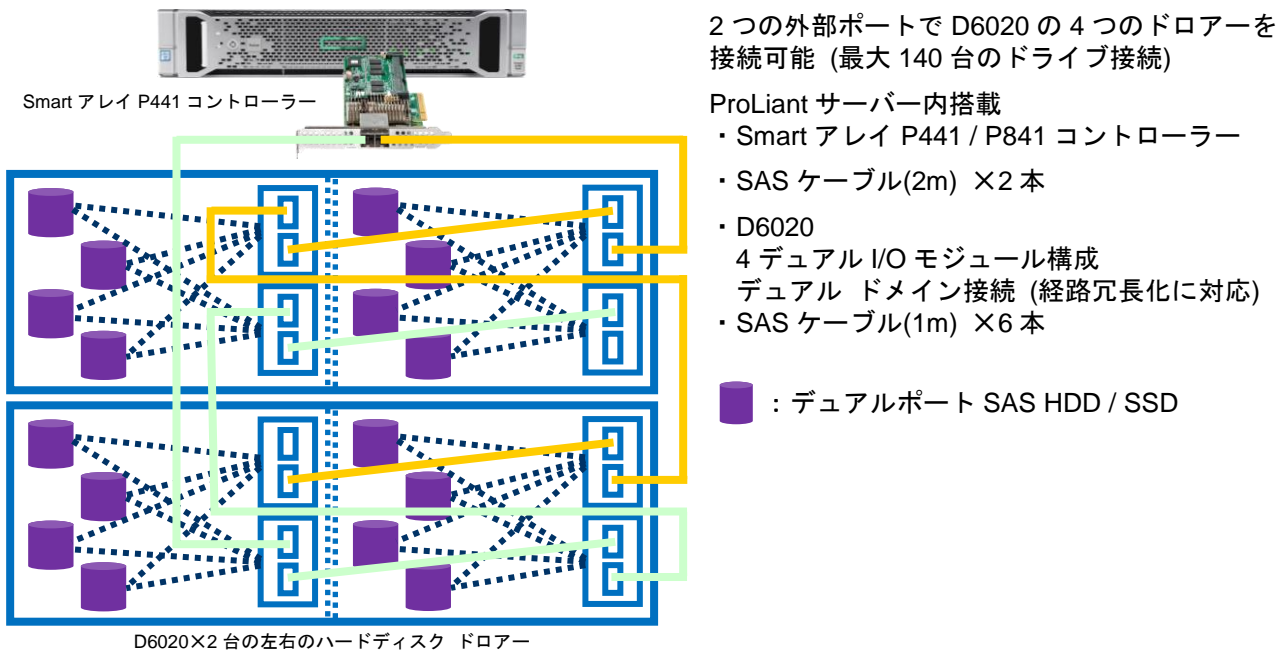 Smart アレイ P441 コントローラー
D6020×2 台の左右のハードディスク ドロアー
2 つの外部ポートで D6020 の 4 つのドロアーを
接続可能 (最大 140 台のドライブ接続)
ProLiant サーバー内搭載
・Smart アレイ P441 / P841 コントローラー
・SAS ケーブル(2m) ×2 本
・D6020
4 デュアル I/O モジュール構成
デュアル ドメイン接続 (経路冗長化に対応)
・SAS ケーブル(1m) ×6 本
：デュアルポート SAS HDD / SSD